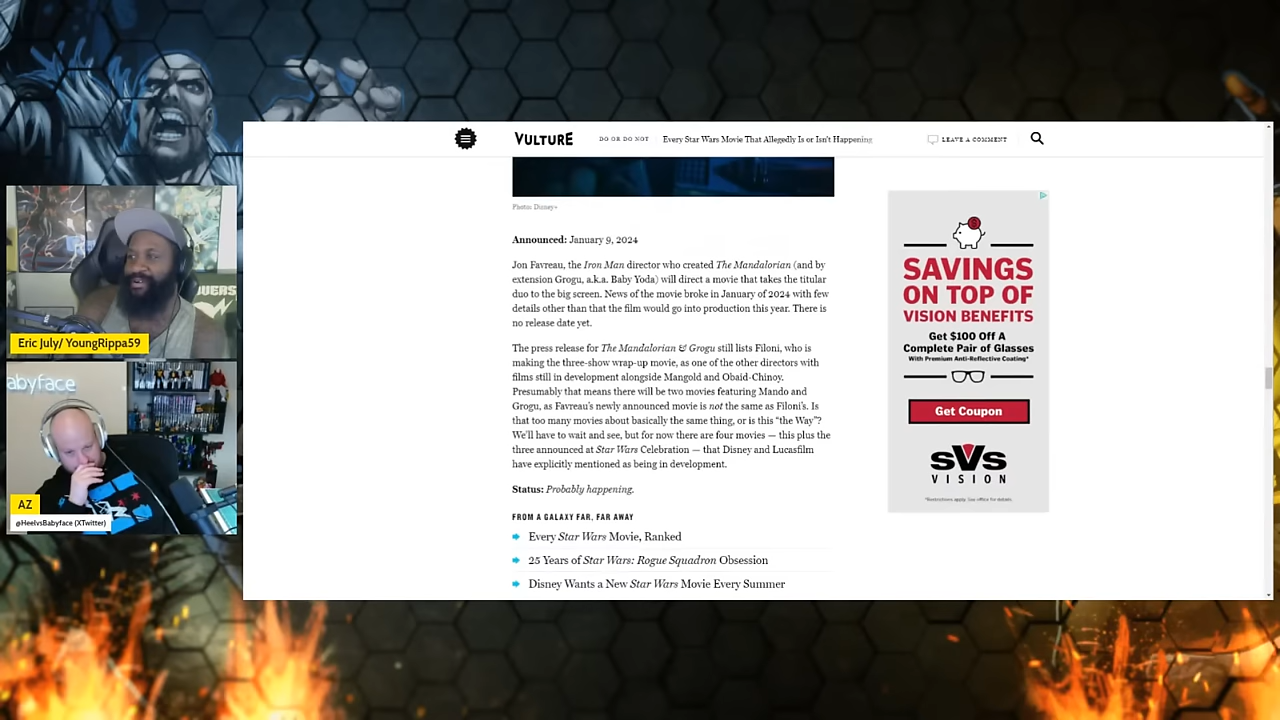 VULTURE
DO OR DO NOT
Every Star Wars Movie That Allegedly Is or Isn't Happening
LEAVE A COMMENT
Photo: Disney+
Announced: January 9, 2024
Jon Favreau, the Iron Man director who created The Mandalorian (and by
extension Grogu, a.k.a. Baby Yoda) will direct a movie that takes the titular
duo to the big screen. News of the movie broke in January of 2024 with few
details other than that the film would go into production this year. There is
no release date yet.
The press release for The Mandalorian & Grogu still lists Filoni, who is
making the three-show wrap-up movie, as one of the other directors with
films still in development alongside Mangold and Obaid-Chinoy.
Presumably that means there will be two movies featuring Mando and
Grogu, as Favreau's newly announced movie is not the same as Filoni's. Is
that too many movies about basically the same thing, or is this “the Way”?
We'll have to wait and see, but for now there are four movies — this plus the
three announced at Star Wars Celebration — that Disney and Lucasfilm
have explicitly mentioned as being in development.
Status: Probably happening.
FROM A GALAXY FAR, FAR AWAY
Every Star Wars Movie, Ranked
25 Years of Star Wars: Rogue Squadron Obsession
Disney Wants a New Star Wars Movie Every Summer
SAVINGS
ON TOP OF
VISION BENEFITS
Get $100 Off A
Complete Pair of Glasses
With Premium Anti-Reflective Coating*
Get Coupon
SVS
VISION
*Restrictions apply. See office for details.
Eric July/ YoungRippa59
abyface
AZ
@HeelvsBabyface (XTwitter)